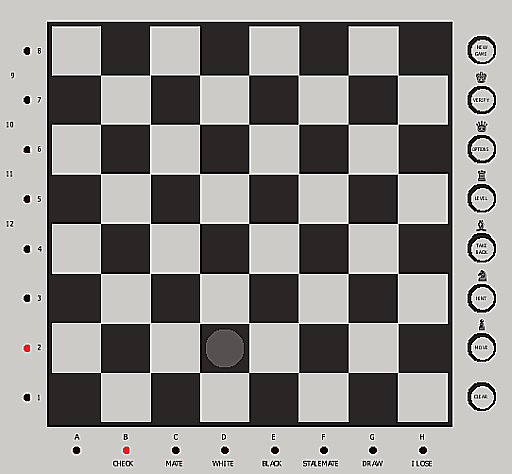 8
NEW
GAME
9
7
VERIFY
10
6
OPTIONS
11
5
LEVEL
12
4
TAKE
BACK
3
HINT
2
MOVE
1
CLEAR
A B C D E F G H
CHECK MATE WHITE BLACK STALEMATE DRAW I LOSE